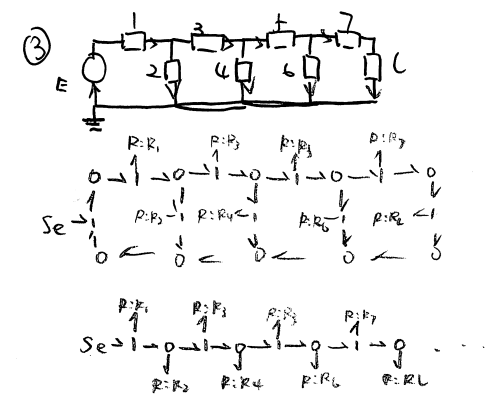 ③
1 3 5 7
2 4 6 L
E
R:R₁ R:R₃ R:R₅ R:R₇
0 → 1 → 0 → 1 → 0 → 1 → 0 → 1 → 0
Se → 1 R:R₂ ← 1 R:R₄ ← 1 R:R₆ ← 1 R:R₂ ← 1
0 ← 0 ← 0 ← 0 ← 0
R:R₁ R:R₃ R:R₅ R:R₇
Se → 1 → 0 → 1 → 0 → 1 → 0 → 1 → 0 . . .
R:R₂ R:R₄ R:R₆ R:RL